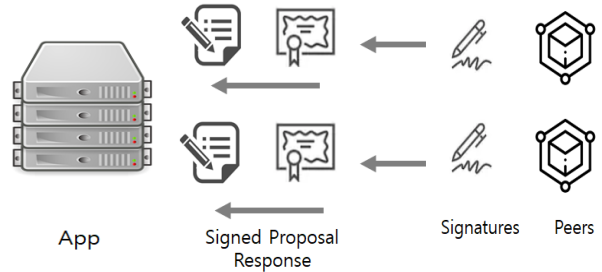 App
Signed Proposal
Response
Signatures
Peers